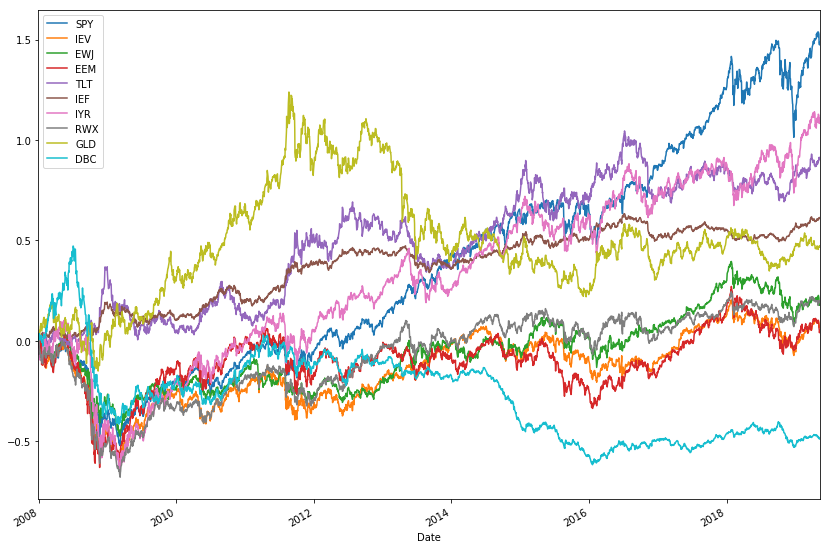 SPY
IEV
EWJ
EEM
TLT
IEF
IYR
RWX
GLD
DBC
1.5
1.0
0.5
0.0
−0.5
2008
2010
2012
2014
2016
2018
Date